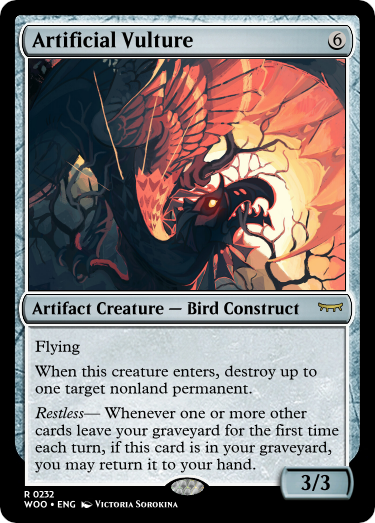 Artificial Vulture 6
Artifact Creature — Bird Construct
Flying
When this creature enters, destroy up to
one target nonland permanent.
Restless— Whenever one or more other
cards leave your graveyard for the first time
each turn, if this card is in your graveyard,
you may return it to your hand.
3/3
R 0232
WOO • ENG Victoria Sorokina